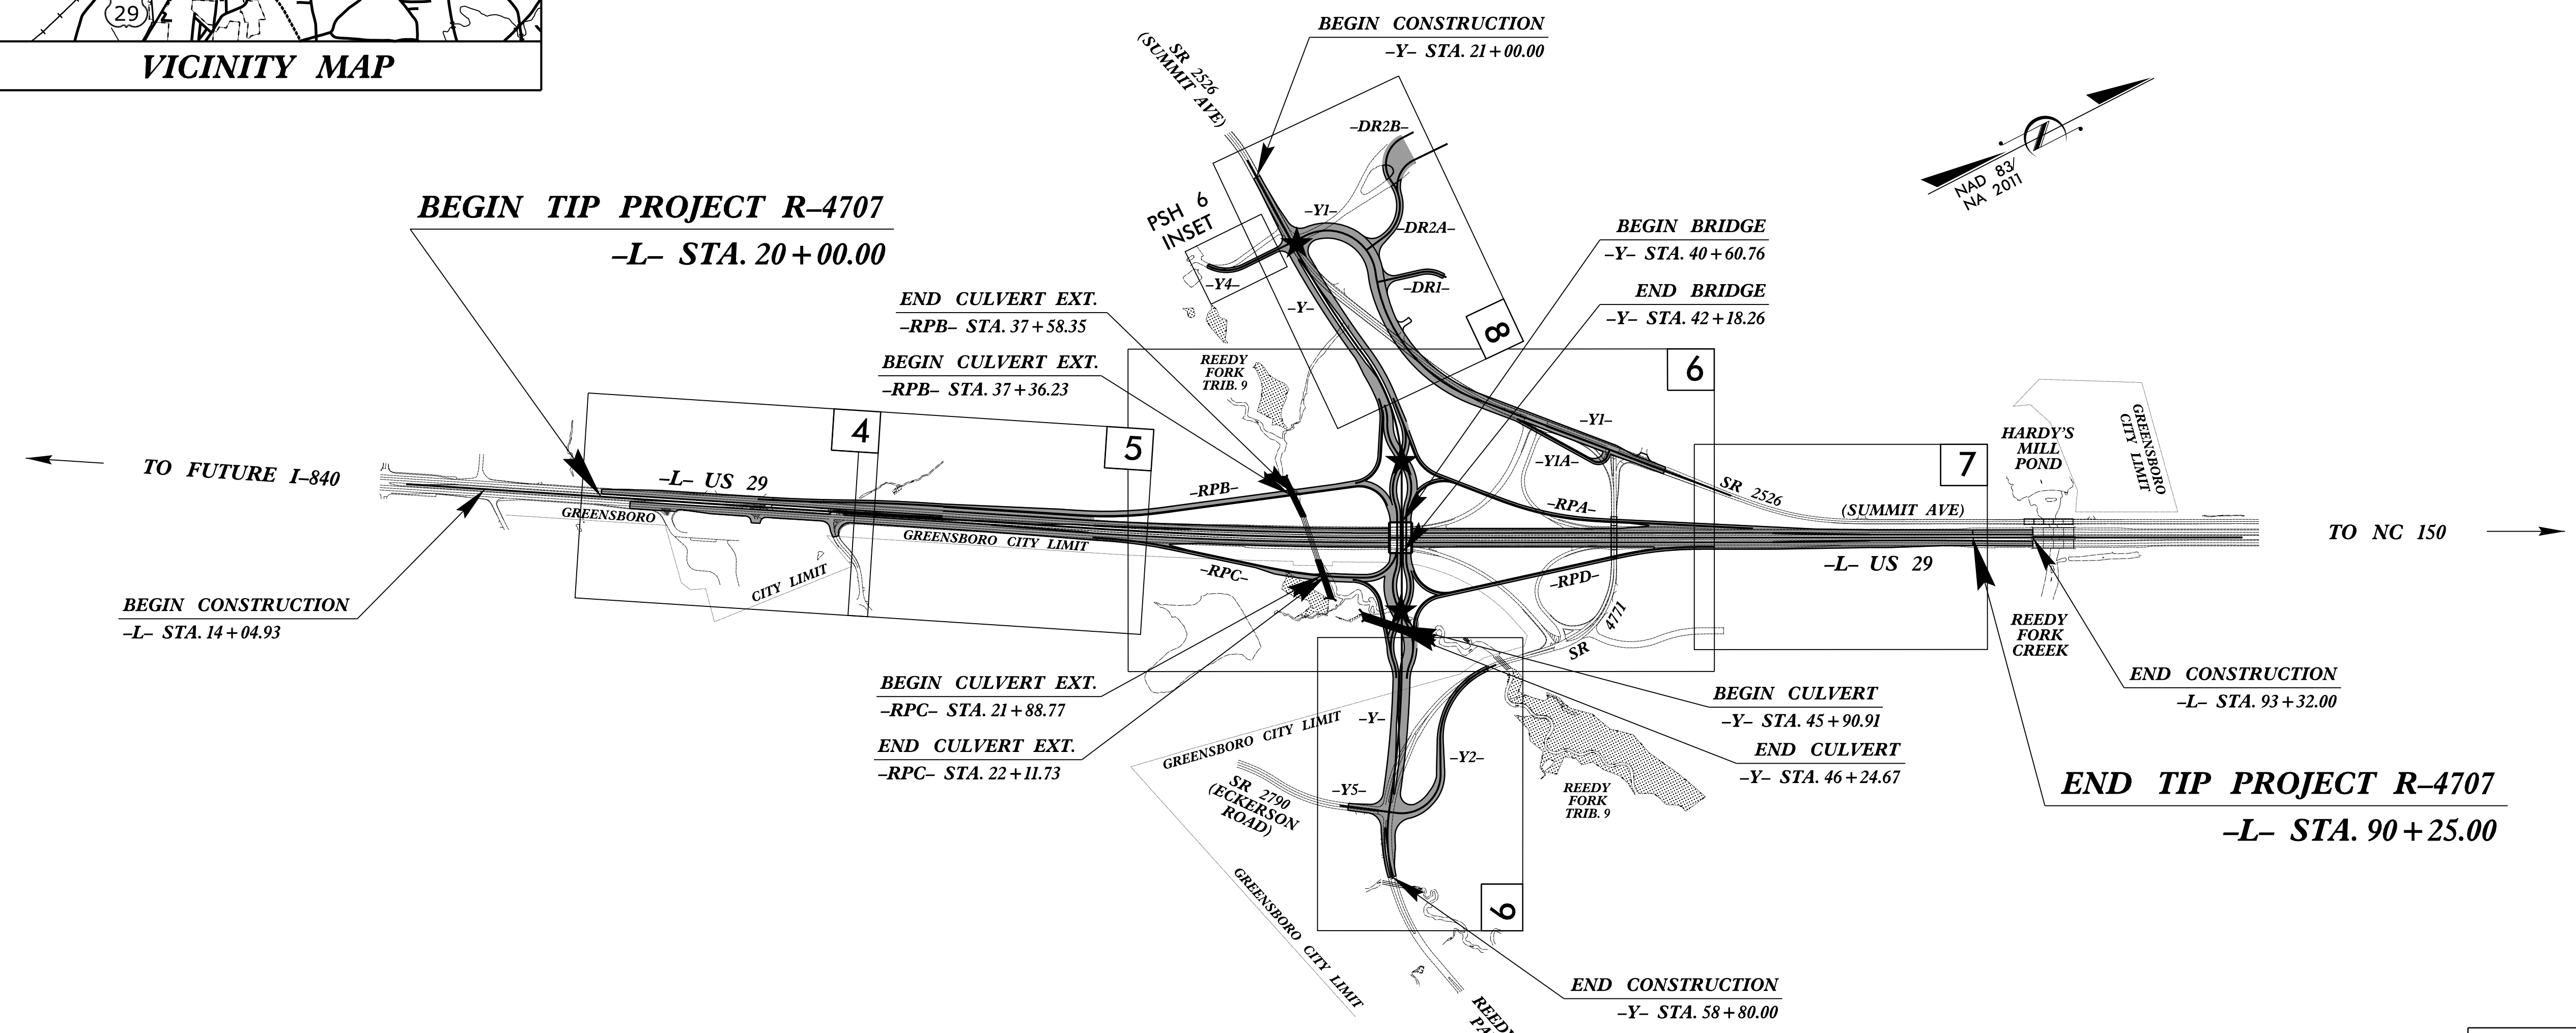 29
VICINITY MAP
BEGIN CONSTRUCTION
–Y– STA. 21+00.00
SR 2526
(SUMMIT AVE)
–DR2B–
NAD 83/
NA 2011
BEGIN TIP PROJECT R–4707
–L– STA. 20+00.00
PSH 6
INSET
–Y1–
–DR2A–
–Y4–
–DR1–
–Y–
8
BEGIN BRIDGE
–Y– STA. 40+60.76
END BRIDGE
–Y– STA. 42+18.26
END CULVERT EXT.
–RPB– STA. 37+58.35
BEGIN CULVERT EXT.
–RPB– STA. 37+36.23
REEDY
FORK
TRIB. 9
6
4
5
7
–Y1–
–Y1A–
HARDY'S
MILL
POND
GREENSBORO
CITY LIMIT
TO FUTURE I–840
–L– US 29
–RPB–
–RPA–
SR 2526
(SUMMIT AVE)
GREENSBORO
GREENSBORO CITY LIMIT
TO NC 150
–L– US 29
–RPC–
–RPD–
CITY LIMIT
BEGIN CONSTRUCTION
–L– STA. 14+04.93
SR
4771
REEDY
FORK
CREEK
END CONSTRUCTION
–L– STA. 93+32.00
BEGIN CULVERT EXT.
–RPC– STA. 21+88.77
END CULVERT EXT.
–RPC– STA. 22+11.73
BEGIN CULVERT
–Y– STA. 45+90.91
END CULVERT
–Y– STA. 46+24.67
GREENSBORO CITY LIMIT
–Y–
–Y2–
–Y5–
SR 2790
(ECKERSON
ROAD)
REEDY
FORK
TRIB. 9
END TIP PROJECT R–4707
–L– STA. 90+25.00
9
GREENSBORO CITY LIMIT
END CONSTRUCTION
–Y– STA. 58+80.00